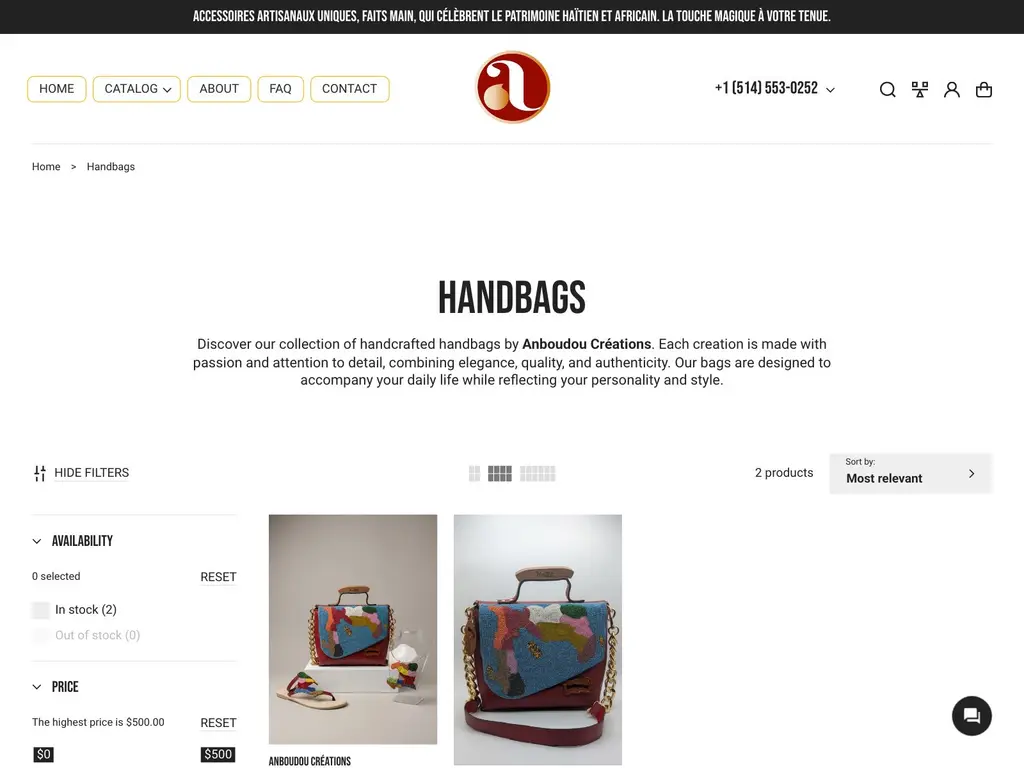 ACCESSOIRES ARTISANAUX UNIQUES, FAITS MAIN, QUI CÉLÈBRENT LE PATRIMOINE HAÏTIEN ET AFRICAIN. LA TOUCHE MAGIQUE À VOTRE TENUE.
HOME CATALOG ABOUT FAQ CONTACT
a
+1 (514) 553-0252
Home > Handbags
HANDBAGS
Discover our collection of handcrafted handbags by Anboudou Créations. Each creation is made with
passion and attention to detail, combining elegance, quality, and authenticity. Our bags are designed to
accompany your daily life while reflecting your personality and style.
HIDE FILTERS
2 products
Sort by:
Most relevant
AVAILABILITY
0 selected RESET
In stock (2)
Out of stock (0)
PRICE
The highest price is $500.00 RESET
$0 $500
ANBOUDOU CRÉATIONS